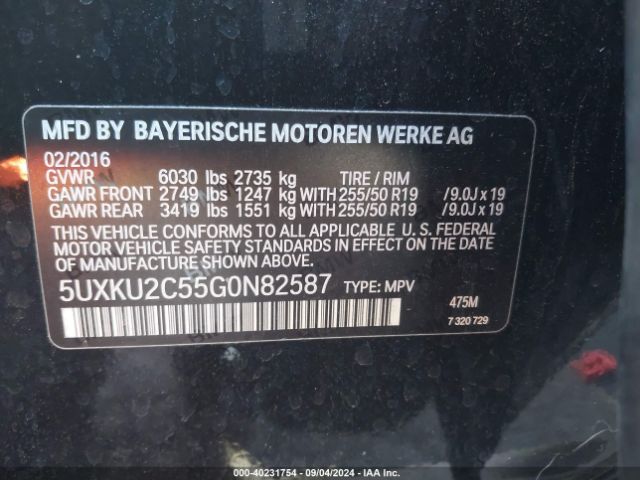 MFD BY BAYERISCHE MOTOREN WERKE AG
02/2016
GVWR 6030 lbs 2735 kg TIRE / RIM
GAWR FRONT 2749 lbs 1247 kg WITH 255/50 R19 /9.0J x 19
GAWR REAR 3419 lbs 1551 kg WITH 255/50 R19 /9.0J x 19
THIS VEHICLE CONFORMS TO ALL APPLICABLE U. S. FEDERAL
MOTOR VEHICLE SAFETY STANDARDS IN EFFECT ON THE DATE
OF MANUFACTURE SHOWN ABOVE.
5UXKU2C55G0N82587 TYPE: MPV
475M
7 320 729
000-40231754 - 09/04/2024 - IAA Inc.